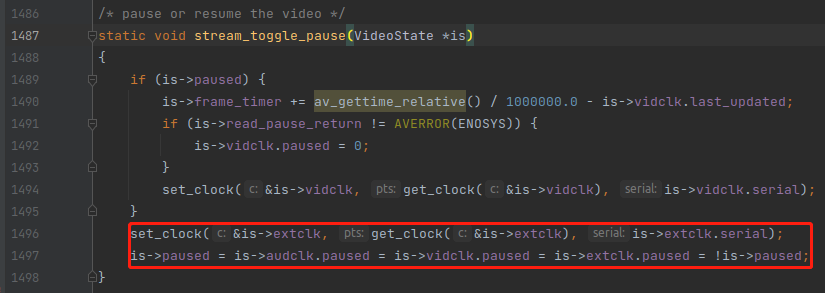 1486 /* pause or resume the video */
1487 static void stream_toggle_pause(VideoState *is)
1488 {
1489 if (is->paused) {
1490 is->frame_timer += av_gettime_relative() / 1000000.0 - is->vidclk.last_updated;
1491 if (is->read_pause_return != AVERROR(ENOSYS)) {
1492 is->vidclk.paused = 0;
1493 }
1494 set_clock( c: &is->vidclk, pts: get_clock( c: &is->vidclk), serial: is->vidclk.serial);
1495 }
1496 set_clock( c: &is->extclk, pts: get_clock( c: &is->extclk), serial: is->extclk.serial);
1497 is->paused = is->audclk.paused = is->vidclk.paused = is->extclk.paused = !is->paused;
1498 }